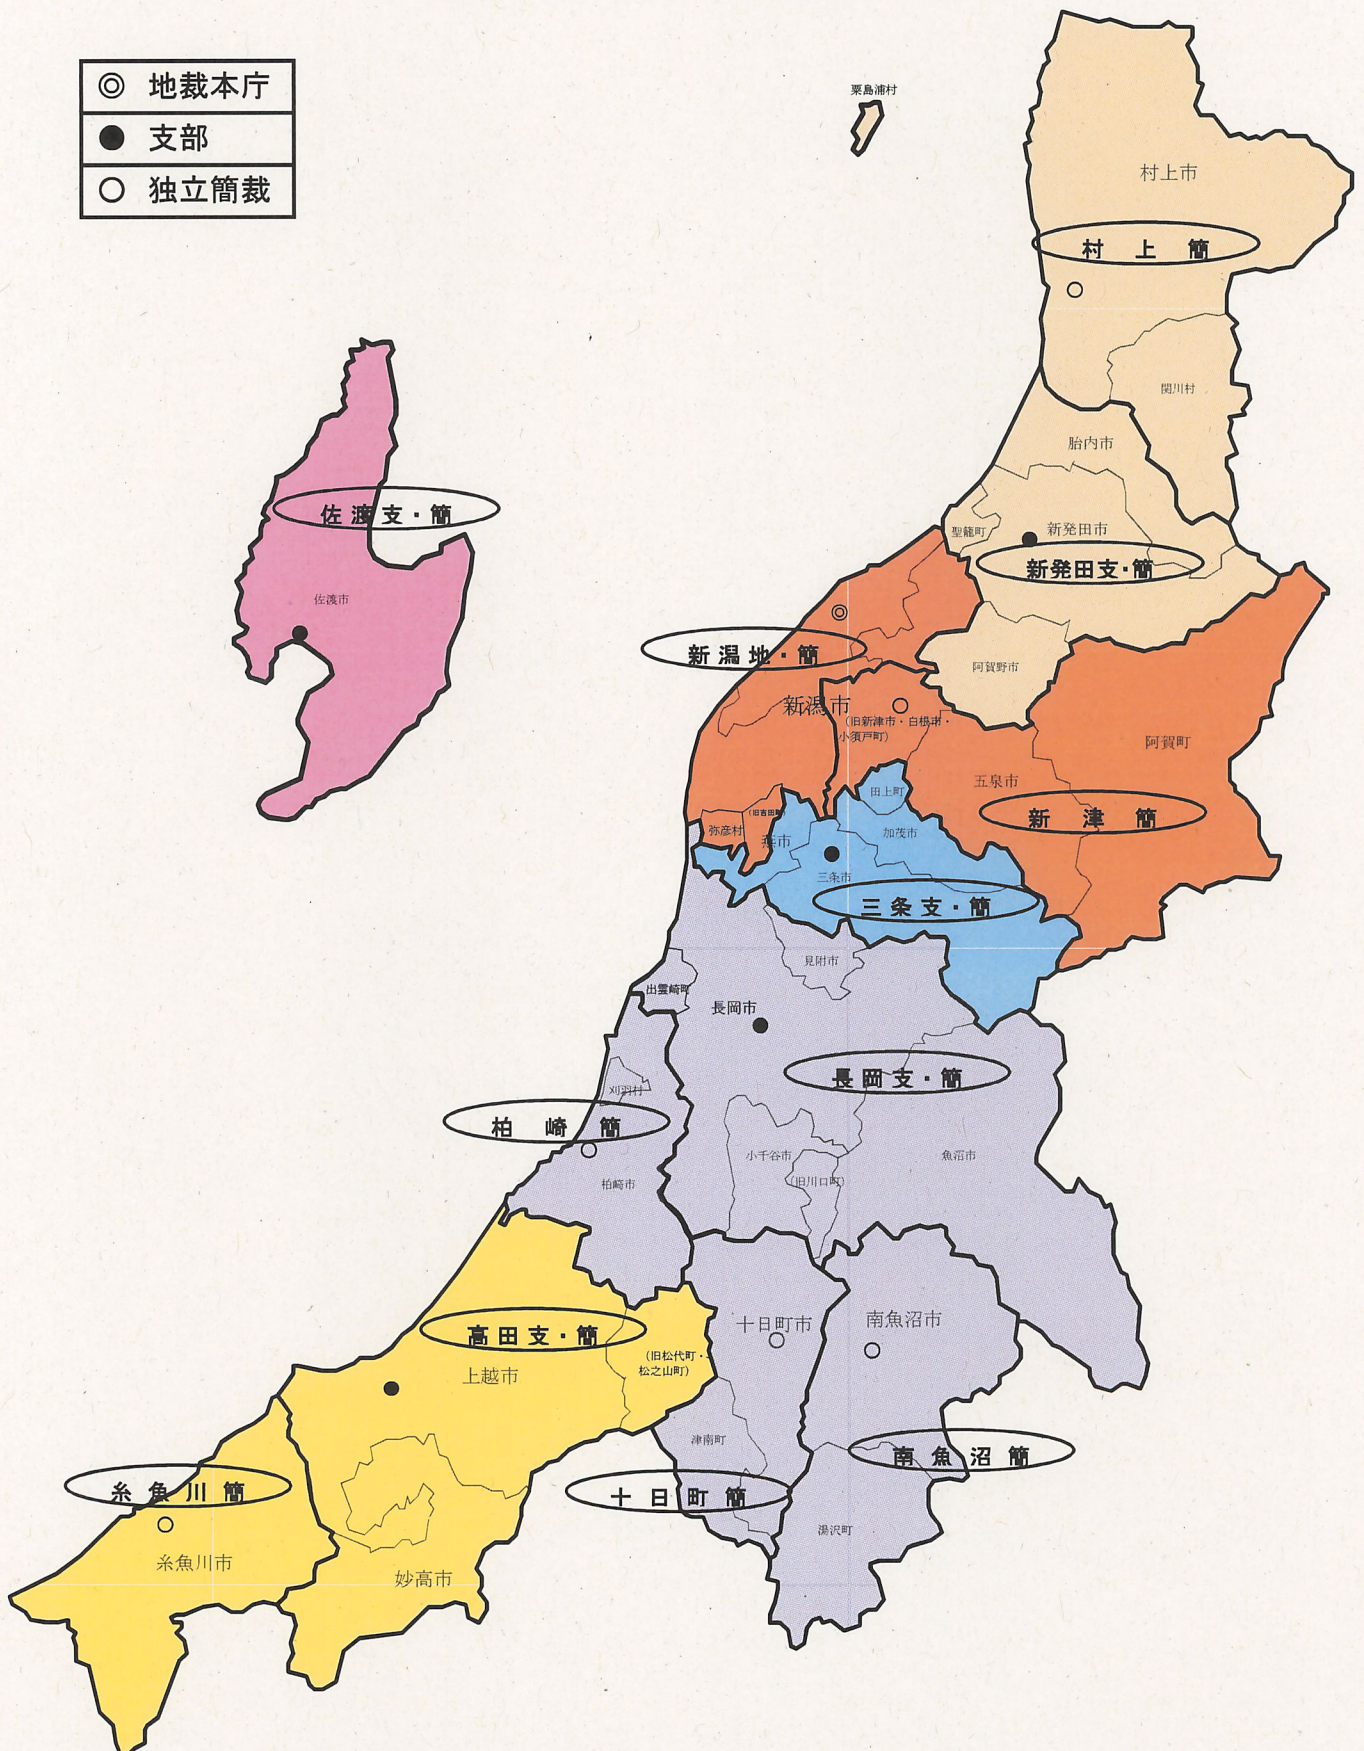 ◎ 地裁本庁
● 支部
○ 独立簡裁
粟島浦村
村上市
村上簡
関川村
胎内市
聖籠町
新発田市
新発田支・簡
佐渡支・簡
佐渡市
阿賀野市
新潟地・簡
新潟市
(旧新津市・白根市・
小須戸町)
阿賀町
五泉市
新津簡
田上町
(旧吉田町)
弥彦村
燕市
加茂市
三条市
三条支・簡
見附市
出雲崎町
長岡市
長岡支・簡
刈羽村
柏崎簡
小千谷市
魚沼市
(旧川口町)
柏崎市
十日町市
南魚沼市
高田支・簡
(旧松代町・
松之山町)
上越市
津南町
南魚沼簡
糸魚川簡
十日町簡
湯沢町
糸魚川市
妙高市